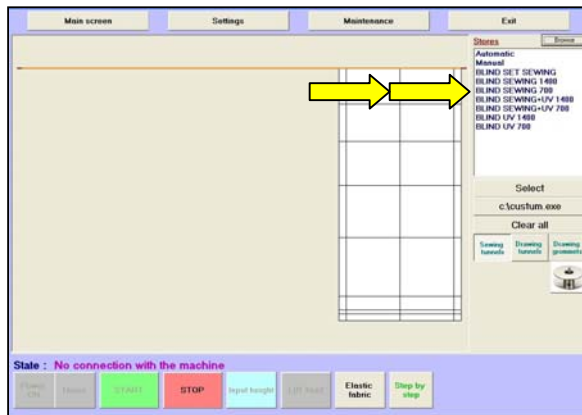 Main screen
Settings
Maintenance
Exit
Stores
Browse
Automatic
Manual
BLIND SET SEWING
BLIND SEWING 1400
BLIND SEWING 700
BLIND SEWING+UV 1400
BLIND SEWING+UV 700
BLIND UV 1400
BLIND UV 700
Select
c:\custum.exe
Clear all
Sewing tunnels
Drawing tunnels
Drawing grommets
State : No connection with the machine
START
STOP
Input height
Elastic fabric
Step by step